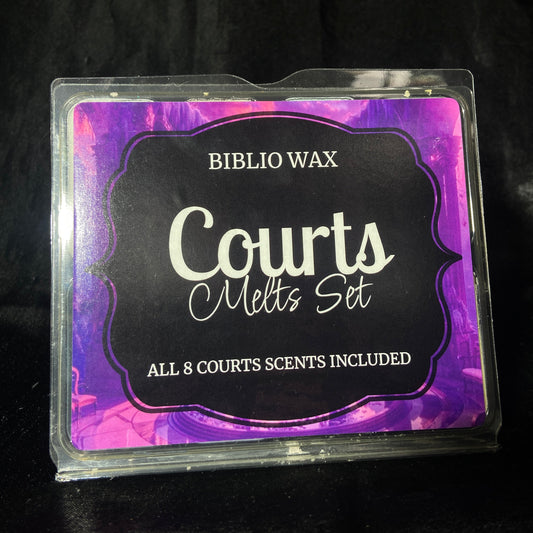 BIBLIO WAX
Courts
Melts Set
ALL 8 COURTS SCENTS INCLUDED